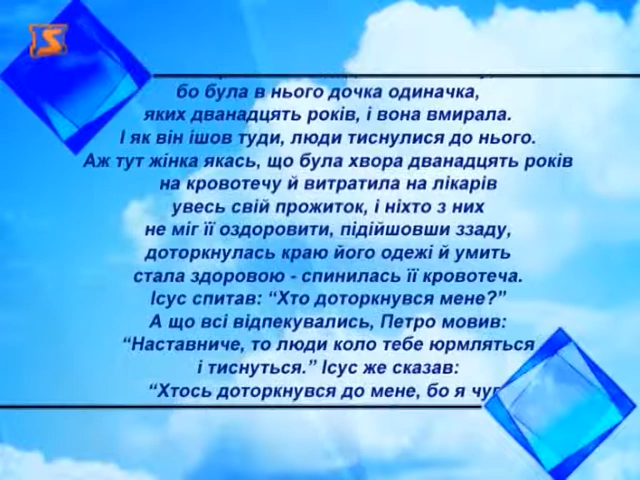 бо була в нього дочка одиначка,
яких дванадцять років, і вона вмирала.
І як він ішов туди, люди тиснулися до нього.
Аж тут жінка якась, що була хвора дванадцять років
на кровотечу й витратила на лікарів
увесь свій прожиток, і ніхто з них
не міг її оздоровити, підійшовши ззаду,
доторкнулась краю його одежі й умить
стала здоровою - спинилась її кровотеча.
Ісус спитав: “Хто доторкнувся мене?”
А що всі відпекувались, Петро мовив:
“Наставниче, то люди коло тебе юрмляться
і тиснуться.” Ісус же сказав:
“Хтось доторкнувся до мене, бо я